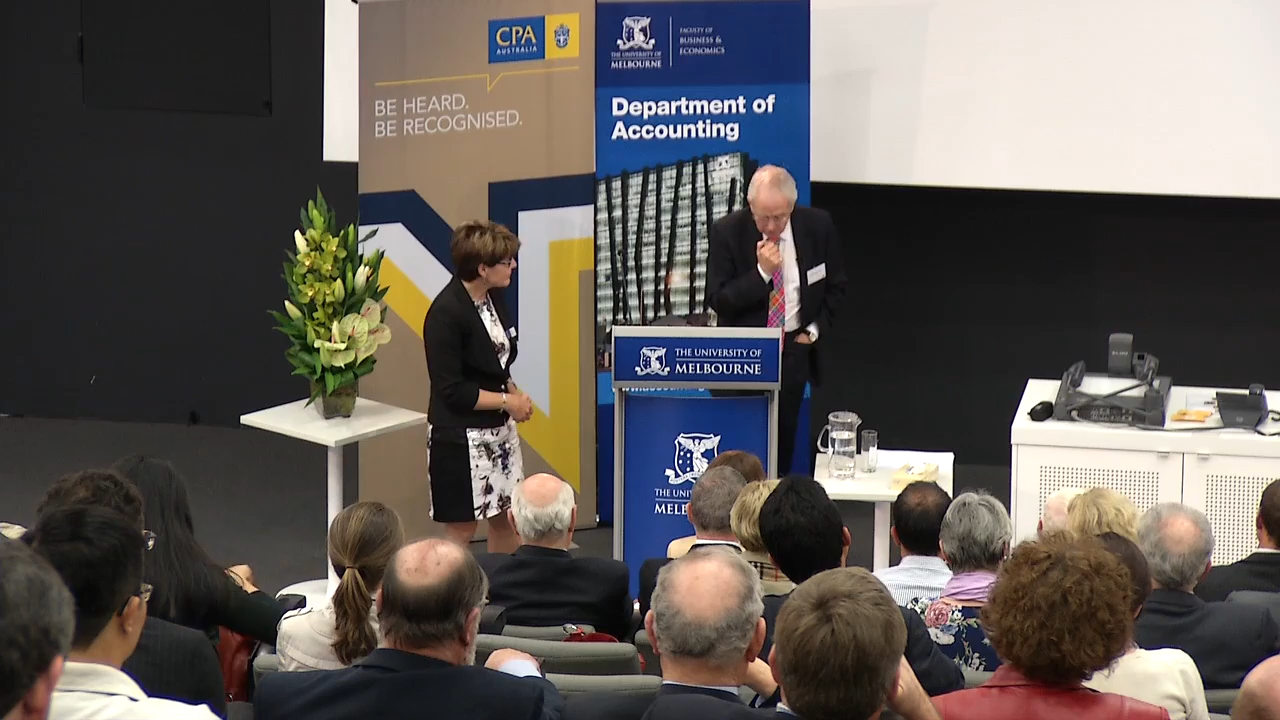 CPA
AUSTRALIA
BE HEARD.
BE RECOGNISED.
THE UNIVERSITY OF
MELBOURNE
FACULTY OF
BUSINESS &
ECONOMICS
Department of
Accounting
THE UNIVERSITY OF
MELBOURNE